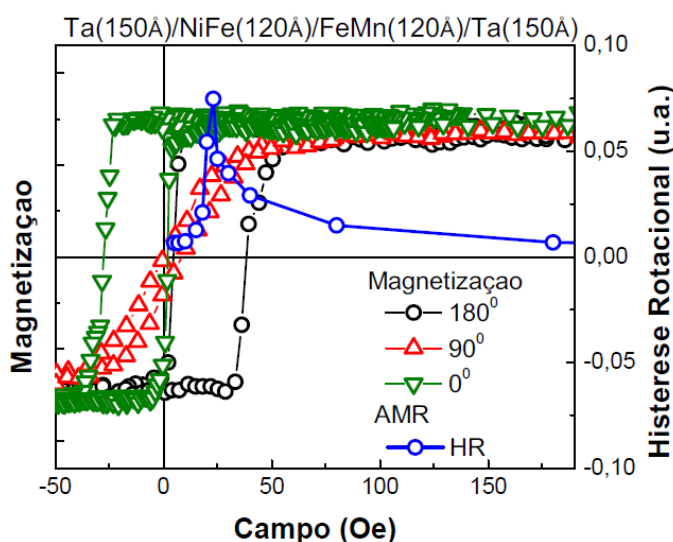 Ta(150Å)/NiFe(120Å)/FeMn(120Å)/Ta(150Å)
0,10
0,05
0,00
-0,05
-0,10
Magnetizaçao
Histerese Rotacional (u.a.)
Magnetizaçao
180⁰
90⁰
0⁰
AMR
HR
-50 0 50 100 150
Campo (Oe)